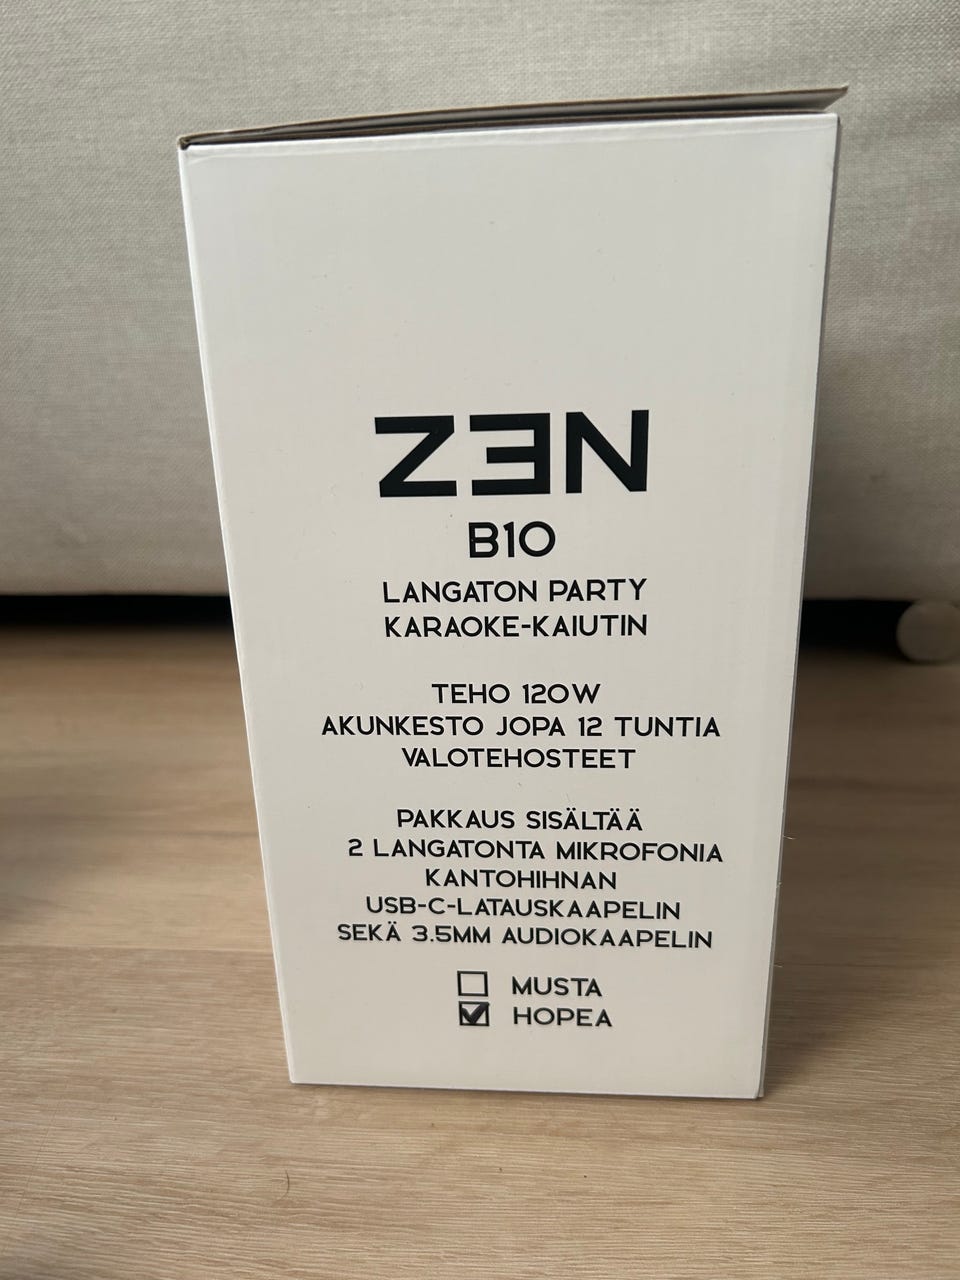 ZEN
B10
LANGATON PARTY
KARAOKE-KAIUTIN
TEHO 120W
AKUNKESTO JOPA 12 TUNTIA
VALOTEHOSTEET
PAKKAUS SISÄLTÄÄ
2 LANGATONTA MIKROFONIA
KANTOHIHNAN
USB-C-LATAUSKAAPELIN
SEKÄ 3.5MM AUDIOKAAPELIN
☐ MUSTA
☑ HOPEA